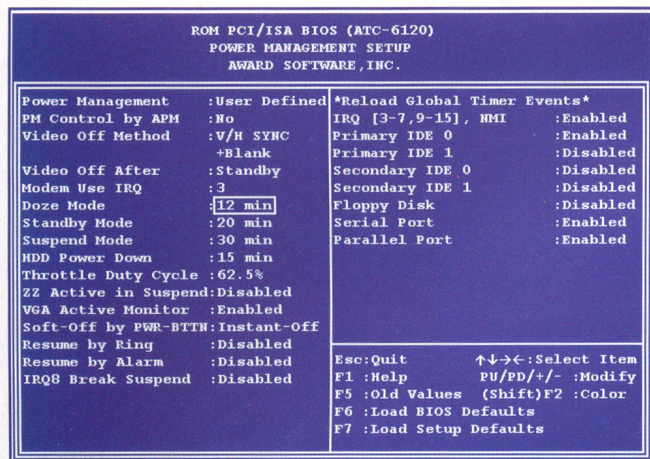 ROM PCI/ISA BIOS (ATC-6120)
POWER MANAGEMENT SETUP
AWARD SOFTWARE,INC.
Power Management :User Defined
PM Control by APM :No
Video Off Method :V/H SYNC
+Blank
Video Off After :Standby
Modem Use IRQ :3
Doze Mode :12 min
Standby Mode :20 min
Suspend Mode :30 min
HDD Power Down :15 min
Throttle Duty Cycle :62.5%
ZZ Active in Suspend:Disabled
VGA Active Monitor :Enabled
Soft-Off by PWR-BTTN:Instant-Off
Resume by Ring :Disabled
Resume by Alarm :Disabled
IRQ8 Break Suspend :Disabled
*Reload Global Timer Events*
IRQ [3-7,9-15], NMI :Enabled
Primary IDE 0 :Enabled
Primary IDE 1 :Disabled
Secondary IDE 0 :Disabled
Secondary IDE 1 :Disabled
Floppy Disk :Disabled
Serial Port :Enabled
Parallel Port :Enabled
Esc:Quit ↑↓→←:Select Item
F1 :Help PU/PD/+/- :Modify
F5 :Old Values (Shift)F2 :Color
F6 :Load BIOS Defaults
F7 :Load Setup Defaults